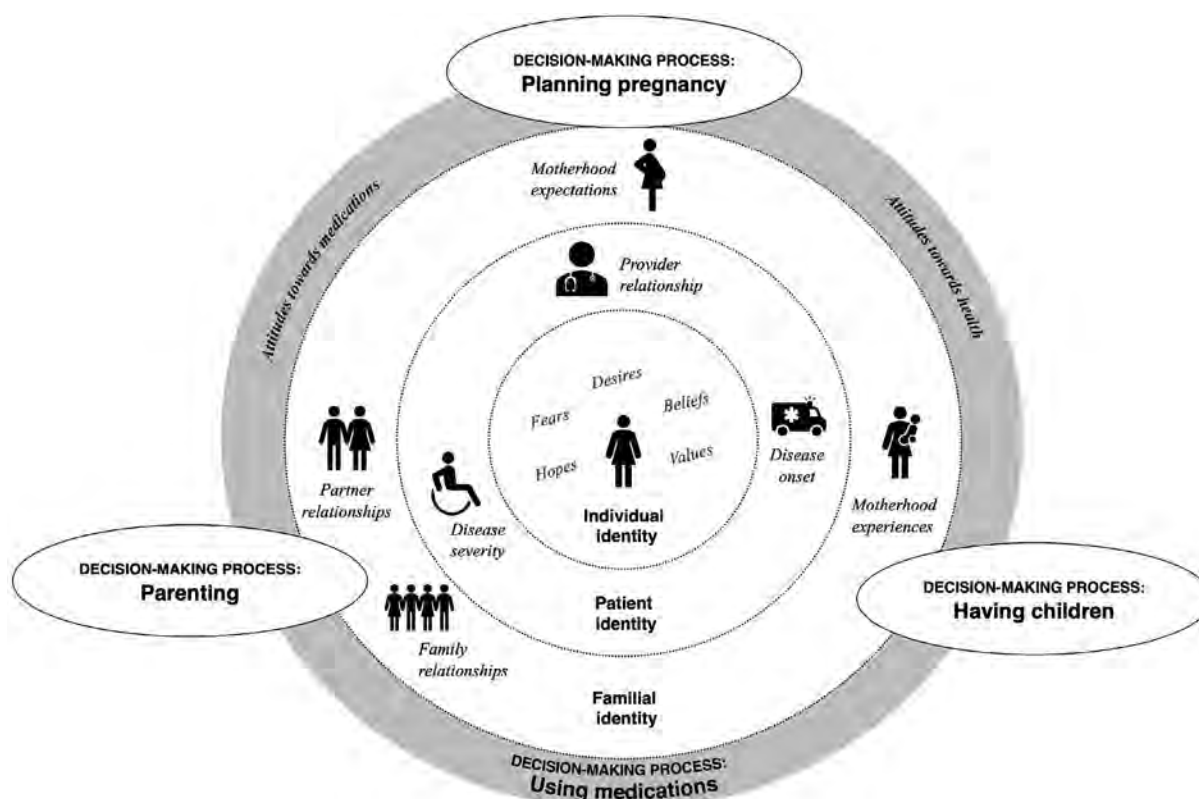 DECISION-MAKING PROCESS:
Planning pregnancy
Motherhood
expectations
Attitudes towards medications
Attitudes towards health
Provider
relationship
Desires
Beliefs
Fears
Hopes
Values
Individual
identity
Disease
onset
Disease
severity
Partner
relationships
Motherhood
experiences
DECISION-MAKING PROCESS:
Parenting
DECISION-MAKING PROCESS:
Having children
Patient
identity
Family
relationships
Familial
identity
DECISION-MAKING PROCESS:
Using medications